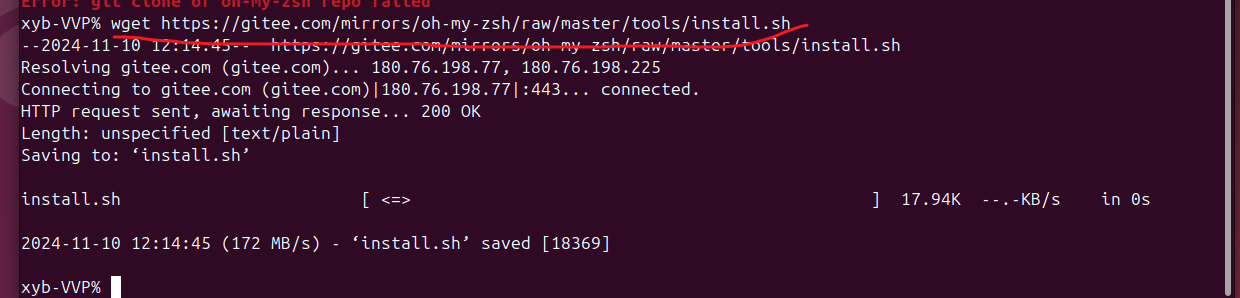 Error: git clone of oh-my-zsh repo failed
xyb-VVP% wget https://gitee.com/mirrors/oh-my-zsh/raw/master/tools/install.sh
--2024-11-10 12:14:45-- https://gitee.com/mirrors/oh-my-zsh/raw/master/tools/install.sh
Resolving gitee.com (gitee.com)... 180.76.198.77, 180.76.198.225
Connecting to gitee.com (gitee.com)|180.76.198.77|:443... connected.
HTTP request sent, awaiting response... 200 OK
Length: unspecified [text/plain]
Saving to: ‘install.sh’
install.sh [ <=> ] 17.94K --.-KB/s in 0s
2024-11-10 12:14:45 (172 MB/s) - ‘install.sh’ saved [18369]
xyb-VVP%